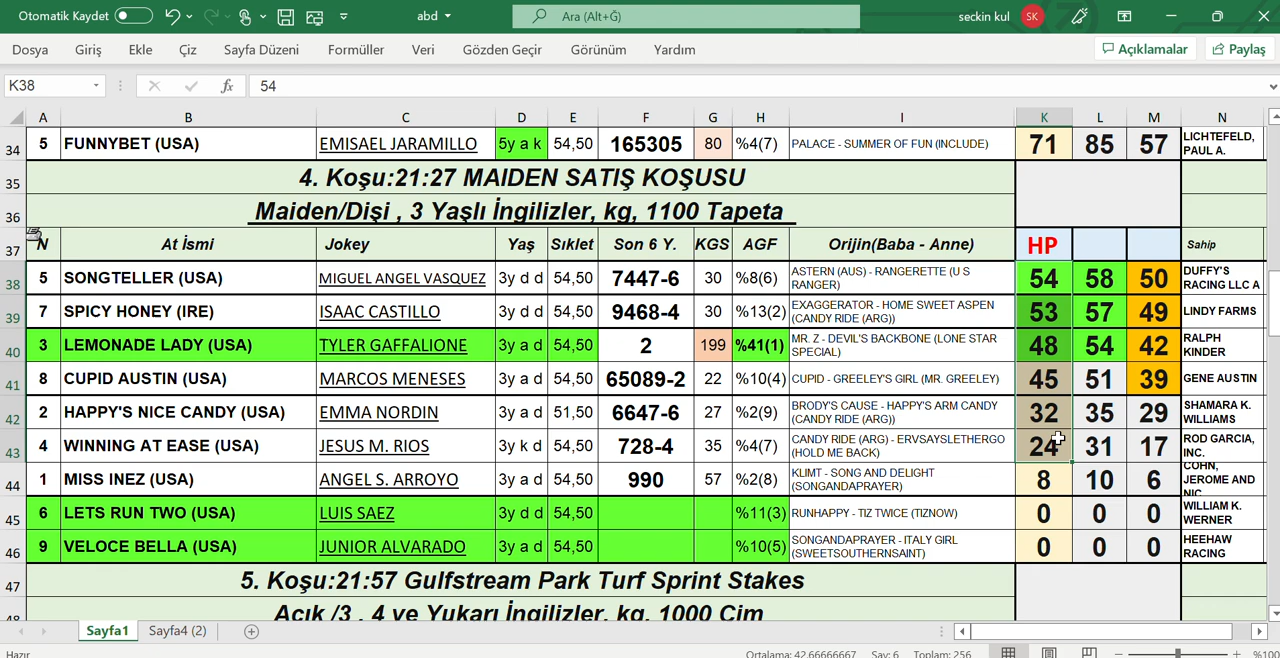 Otomatik Kaydet abd Ara (Alt+Ğ) seckin kul SK
Dosya Giriş Ekle Çiz Sayfa Düzeni Formüller Veri Gözden Geçir Görünüm Yardım Açıklamalar Paylaş
K38 fx 54
A B C D E F G H I K L M N
34 5 FUNNYBET (USA) EMISAEL JARAMILLO 5y a k 54,50 165305 80 %4(7) PALACE - SUMMER OF FUN (INCLUDE) 71 85 57 LICHTEFELD, PAUL A.
35 4. Koşu:21:27 MAIDEN SATIŞ KOŞUSU
36 Maiden/Dişi , 3 Yaşlı İngilizler, kg, 1100 Tapeta
37 N At İsmi Jokey Yaş Sıklet Son 6 Y. KGS AGF Orijin(Baba - Anne) HP Sahip
38 5 SONGTELLER (USA) MIGUEL ANGEL VASQUEZ 3y d d 54,50 7447-6 30 %8(6) ASTERN (AUS) - RANGERETTE (U S RANGER) 54 58 50 DUFFY'S RACING LLC A
39 7 SPICY HONEY (IRE) ISAAC CASTILLO 3y d d 54,50 9468-4 30 %13(2) EXAGGERATOR - HOME SWEET ASPEN (CANDY RIDE (ARG)) 53 57 49 LINDY FARMS
40 3 LEMONADE LADY (USA) TYLER GAFFALIONE 3y a d 54,50 2 199 %41(1) MR. Z - DEVIL'S BACKBONE (LONE STAR SPECIAL) 48 54 42 RALPH KINDER
41 8 CUPID AUSTIN (USA) MARCOS MENESES 3y a d 54,50 65089-2 22 %10(4) CUPID - GREELEY'S GIRL (MR. GREELEY) 45 51 39 GENE AUSTIN
42 2 HAPPY'S NICE CANDY (USA) EMMA NORDIN 3y a d 51,50 6647-6 27 %2(9) BRODY'S CAUSE - HAPPY'S ARM CANDY (CANDY RIDE (ARG)) 32 35 29 SHAMARA K. WILLIAMS
43 4 WINNING AT EASE (USA) JESUS M. RIOS 3y k d 54,50 728-4 35 %4(7) CANDY RIDE (ARG) - ERVSAYSLETHERGO (HOLD ME BACK) 24 31 17 ROD GARCIA, INC.
44 1 MISS INEZ (USA) ANGEL S. ARROYO 3y a d 54,50 990 57 %2(8) KLIMT - SONG AND DELIGHT (SONGANDAPRAYER) 8 10 6 COHN, JEROME AND NIC
45 6 LETS RUN TWO (USA) LUIS SAEZ 3y d d 54,50 %11(3) RUNHAPPY - TIZ TWICE (TIZNOW) 0 0 0 WILLIAM K. WERNER
46 9 VELOCE BELLA (USA) JUNIOR ALVARADO 3y a d 54,50 %10(5) SONGANDAPRAYER - ITALY GIRL (SWEETSOUTHERNSAINT) 0 0 0 HEEHAW RACING
47 5. Koşu:21:57 Gulfstream Park Turf Sprint Stakes
48 Açık /3 , 4 ve Yukarı İngilizler, kg, 1000 Çim
Sayfa1 Sayfa4 (2)
Hazır Ortalama: 42,66666667 Say: 6 Toplam: 256 %100